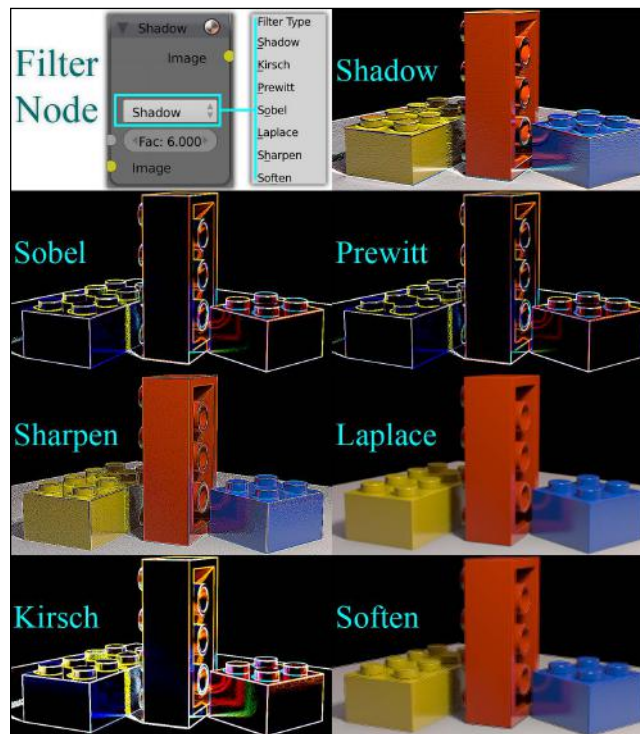 Filter
Node
Shadow
Image
Shadow
Fac: 6.000
Image
Filter Type
Shadow
Kirsch
Prewitt
Sobel
Laplace
Sharpen
Soften
Shadow
Sobel
Prewitt
Sharpen
Laplace
Kirsch
Soften